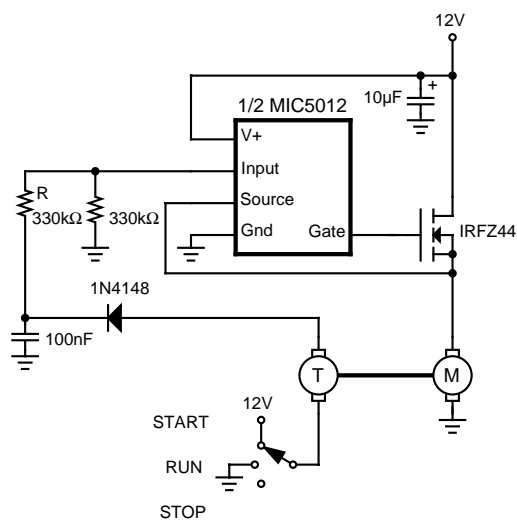 12V
+
10µF
1/2 MIC5012
V+
Input
R
330kΩ
330kΩ
Source
Gnd
Gate
IRFZ44
1N4148
100nF
T
M
12V
START
RUN
STOP